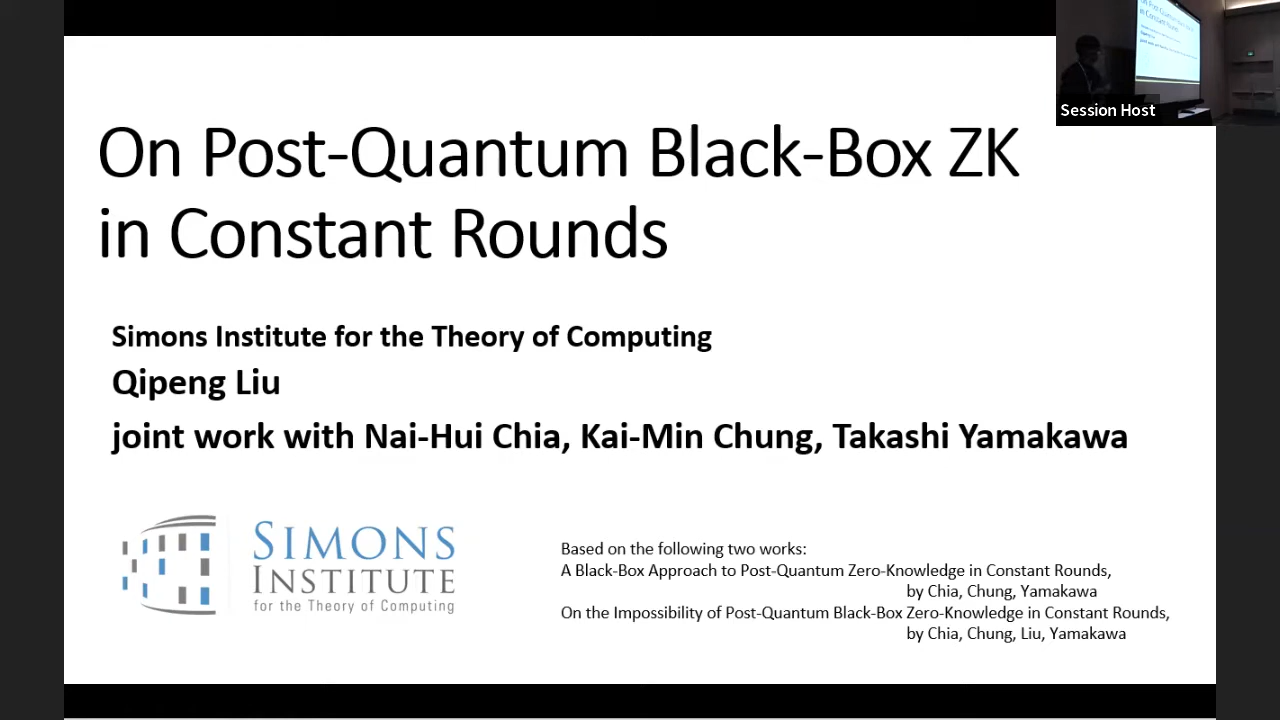 On Post-Quantum Black-Box ZK
in Constant Rounds
Session Host
Simons Institute for the Theory of Computing
Qipeng Liu
joint work with Nai-Hui Chia, Kai-Min Chung, Takashi Yamakawa
SIMONS
INSTITUTE
for the Theory of Computing
Based on the following two works:
A Black-Box Approach to Post-Quantum Zero-Knowledge in Constant Rounds,
by Chia, Chung, Yamakawa
On the Impossibility of Post-Quantum Black-Box Zero-Knowledge in Constant Rounds,
by Chia, Chung, Liu, Yamakawa